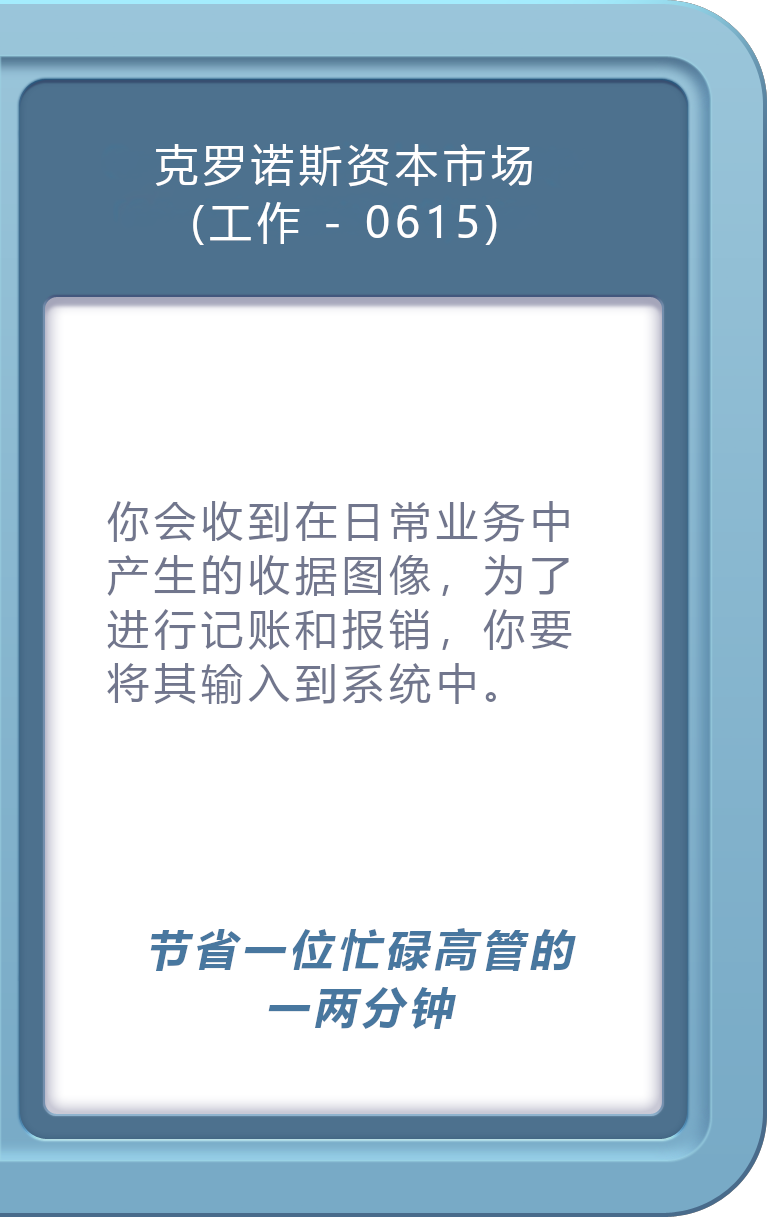 克罗诺斯资本市场
(工作 - 0615)
你会收到在日常业务中
产生的收据图像，为了
进行记账和报销，你要
将其输入到系统中。
节省一位忙碌高管的
一两分钟